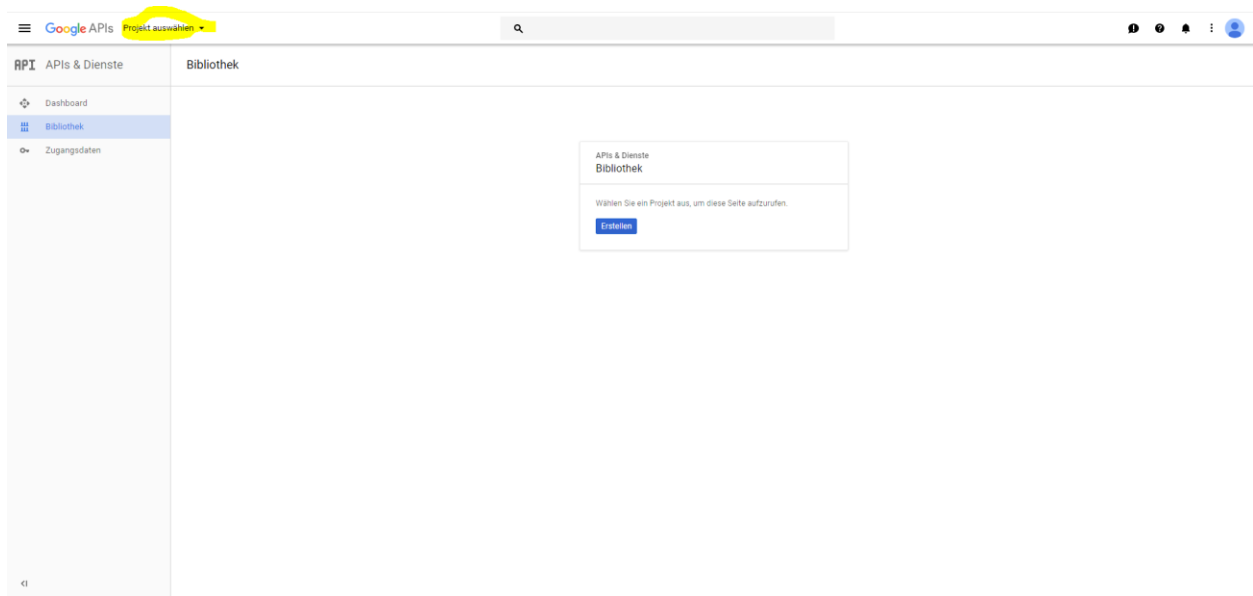 Google APIs Projekt auswählen
API APIs & Dienste
Bibliothek
Dashboard
Bibliothek
Zugangsdaten
APIs & Dienste
Bibliothek
Wählen Sie ein Projekt aus, um diese Seite aufzurufen.
Erstellen